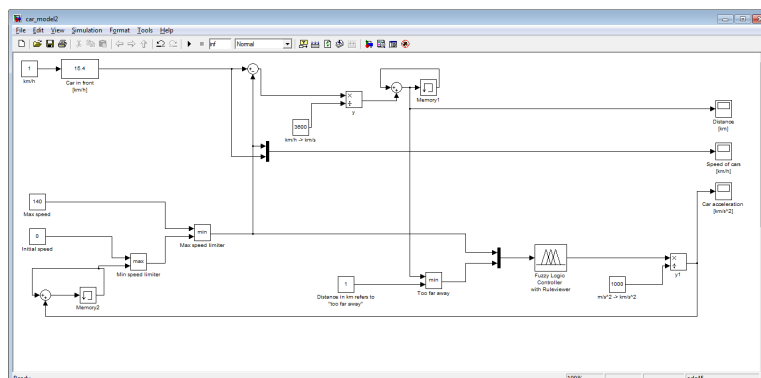 car_model2
File Edit View Simulation Format Tools Help
inf
Normal
1
km/h
15.4
Car in front
[km/h]
y
3600
km/h -> km/s
Memory1
Distance
[km]
Speed of cars
[km/h]
Car acceleration
[km/s^2]
140
Max speed
0
Initial speed
min
Max speed limiter
max
Min speed limiter
Memory2
1
Distance in km refers to
"too far away"
min
Too far away
Fuzzy Logic
Controller
with Ruleviewer
1000
m/s^2 -> km/s^2
y1
Ready
100%
ode45